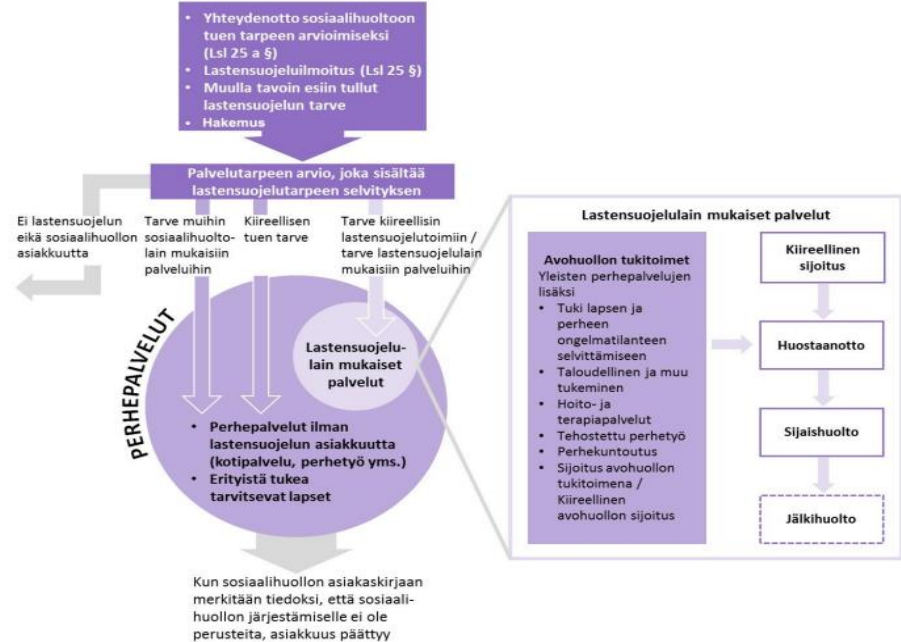 • Yhteydenotto sosiaalihuoltoon
tuen tarpeen arvioimiseksi
(Lsl 25 a §)
• Lastensuojeluilmoitus (Lsl 25 §)
• Muulla tavoin esiin tullut
lastensuojelun tarve
• Hakemus
Palvelutarpeen arvio, joka sisältää
lastensuojelutarpeen selvityksen
Ei lastensuojelun
eikä sosiaalihuollon
asiakkuutta
Tarve muihin
sosiaalihuolto-
lain mukaisiin
palveluihin
Kiireellisen
tuen tarve
Tarve kiireellisin
lastensuojelutoimiin /
tarve lastensuojelulain
mukaisiin palveluihin
PERHEPALVELUT
Lastensuojelu-
lain mukaiset
palvelut
• Perhepalvelut ilman
lastensuojelun asiakkuutta
(kotipalvelu, perhetyö yms.)
• Erityistä tukea
tarvitsevat lapset
Kun sosiaalihuollon asiakaskirjaan
merkitään tiedoksi, että sosiaali-
huollon järjestämiselle ei ole
perusteita, asiakkuus päättyy
Lastensuojelulain mukaiset palvelut
Avohuollon tukitoimet
Yleisten perhepalvelujen
lisäksi
• Tuki lapsen ja
perheen
ongelmatilanteen
selvittämiseen
• Taloudellinen ja muu
tukeminen
• Hoito- ja
terapiapalvelut
• Tehostettu perhetyö
• Perhekuntoutus
• Sijoitus avohuollon
tukitoimena /
Kiireellinen
avohuollon sijoitus
Kiireellinen
sijoitus
Huostaanotto
Sijaishuolto
Jälkihuolto